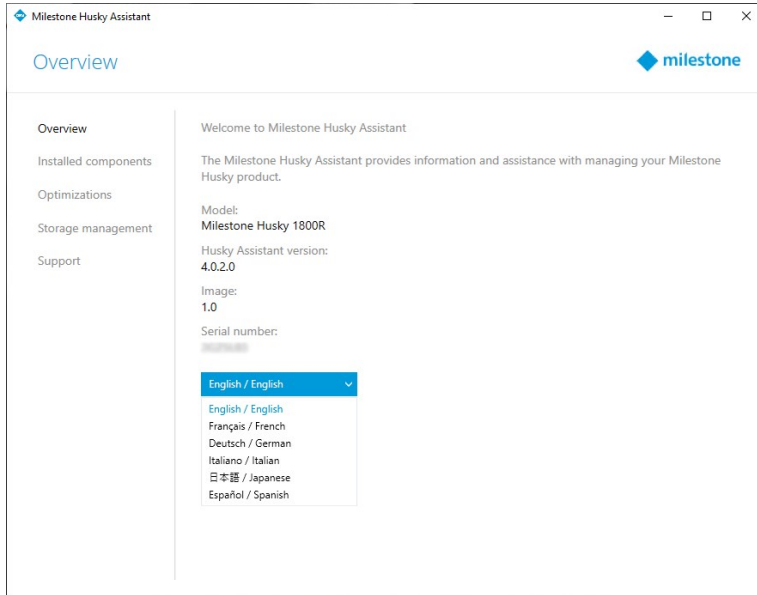 Milestone Husky Assistant
Overview
milestone
Overview
Installed components
Optimizations
Storage management
Support
Welcome to Milestone Husky Assistant
The Milestone Husky Assistant provides information and assistance with managing your Milestone
Husky product.
Model:
Milestone Husky 1800R
Husky Assistant version:
4.0.2.0
Image:
1.0
Serial number:
English / English
English / English
Français / French
Deutsch / German
Italiano / Italian
日本語 / Japanese
Español / Spanish